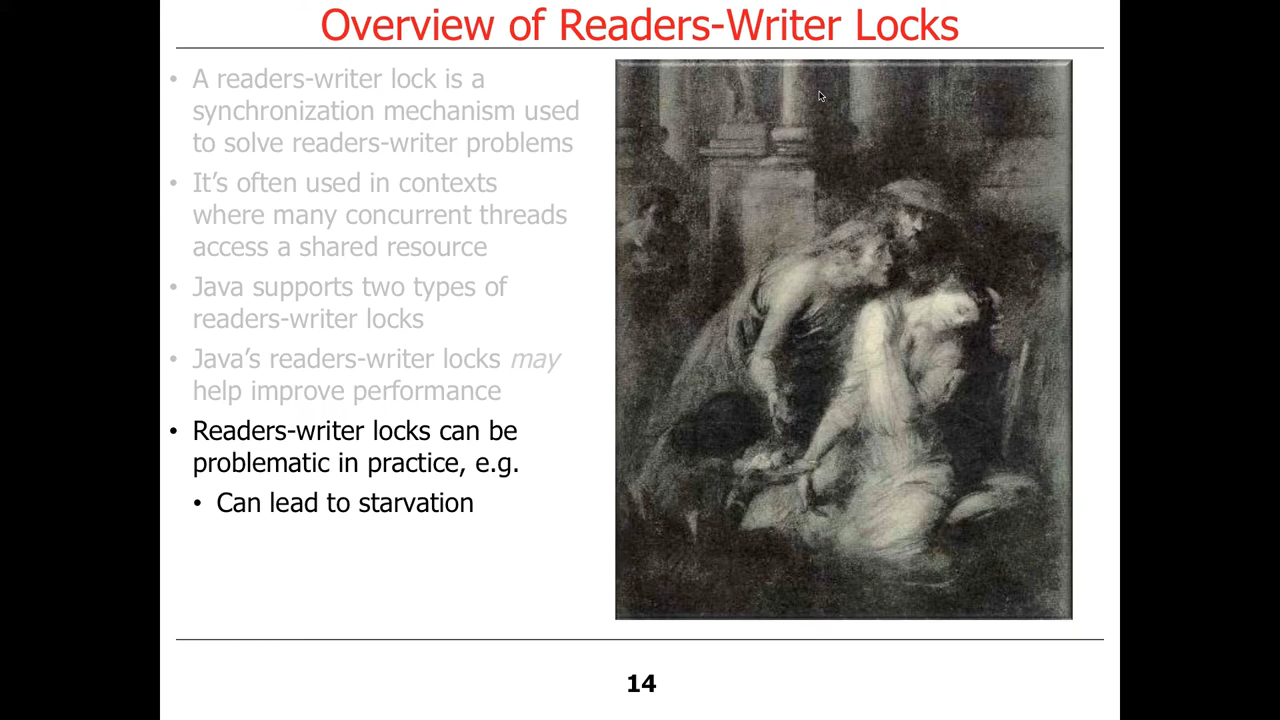 Overview of Readers-Writer Locks
• A readers-writer lock is a
synchronization mechanism used
to solve readers-writer problems
• It’s often used in contexts
where many concurrent threads
access a shared resource
• Java supports two types of
readers-writer locks
• Java’s readers-writer locks may
help improve performance
• Readers-writer locks can be
problematic in practice, e.g.
• Can lead to starvation
14